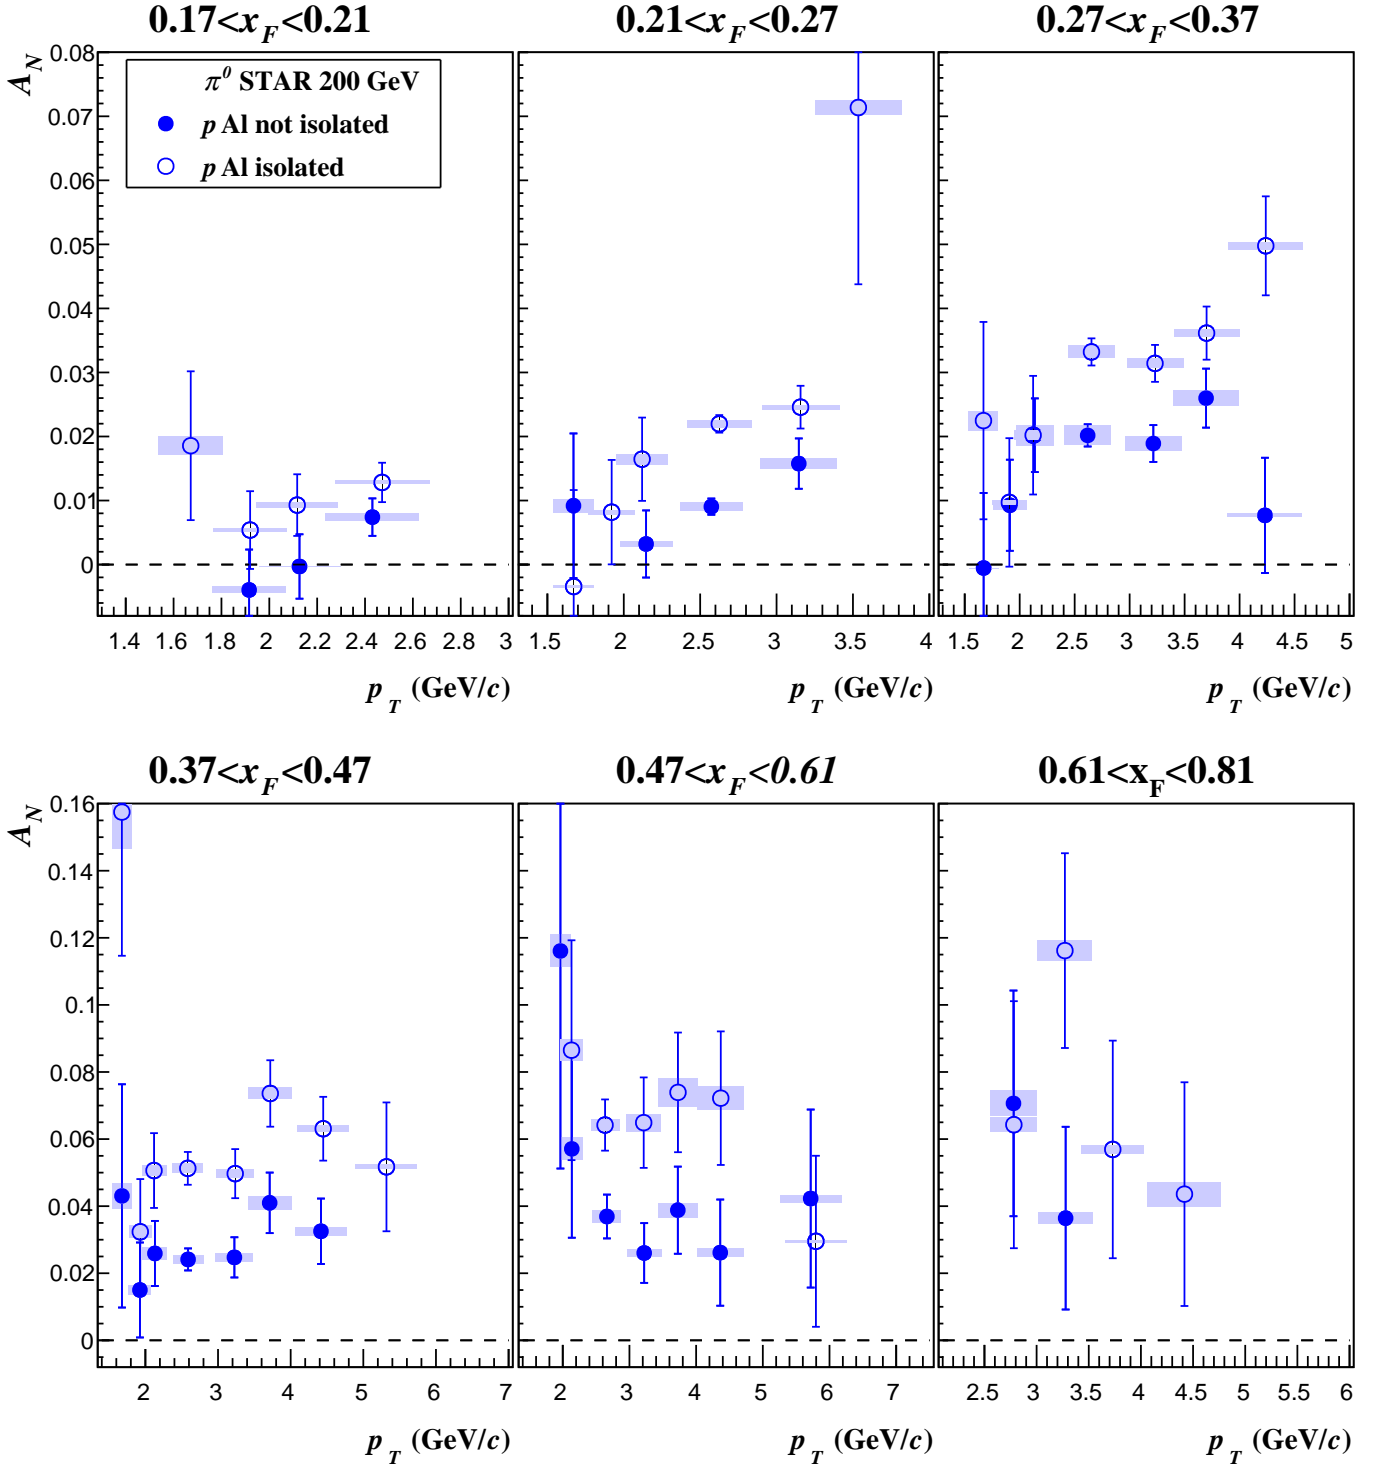 0.17<x_F<0.21 0.21<x_F<0.27 0.27<x_F<0.37
A_N
0.08
0.07
0.06
0.05
0.04
0.03
0.02
0.01
0
π⁰ STAR 200 GeV
p Al not isolated
p Al isolated
1.4 1.6 1.8 2 2.2 2.4 2.6 2.8 3
1.5 2 2.5 3 3.5 4
1.5 2 2.5 3 3.5 4 4.5 5
p_T (GeV/c) p_T (GeV/c) p_T (GeV/c)
0.37<x_F<0.47 0.47<x_F<0.61 0.61<x_F<0.81
A_N
0.16
0.14
0.12
0.1
0.08
0.06
0.04
0.02
0
2 3 4 5 6 7
2 3 4 5 6 7
2.5 3 3.5 4 4.5 5 5.5 6
p_T (GeV/c) p_T (GeV/c) p_T (GeV/c)